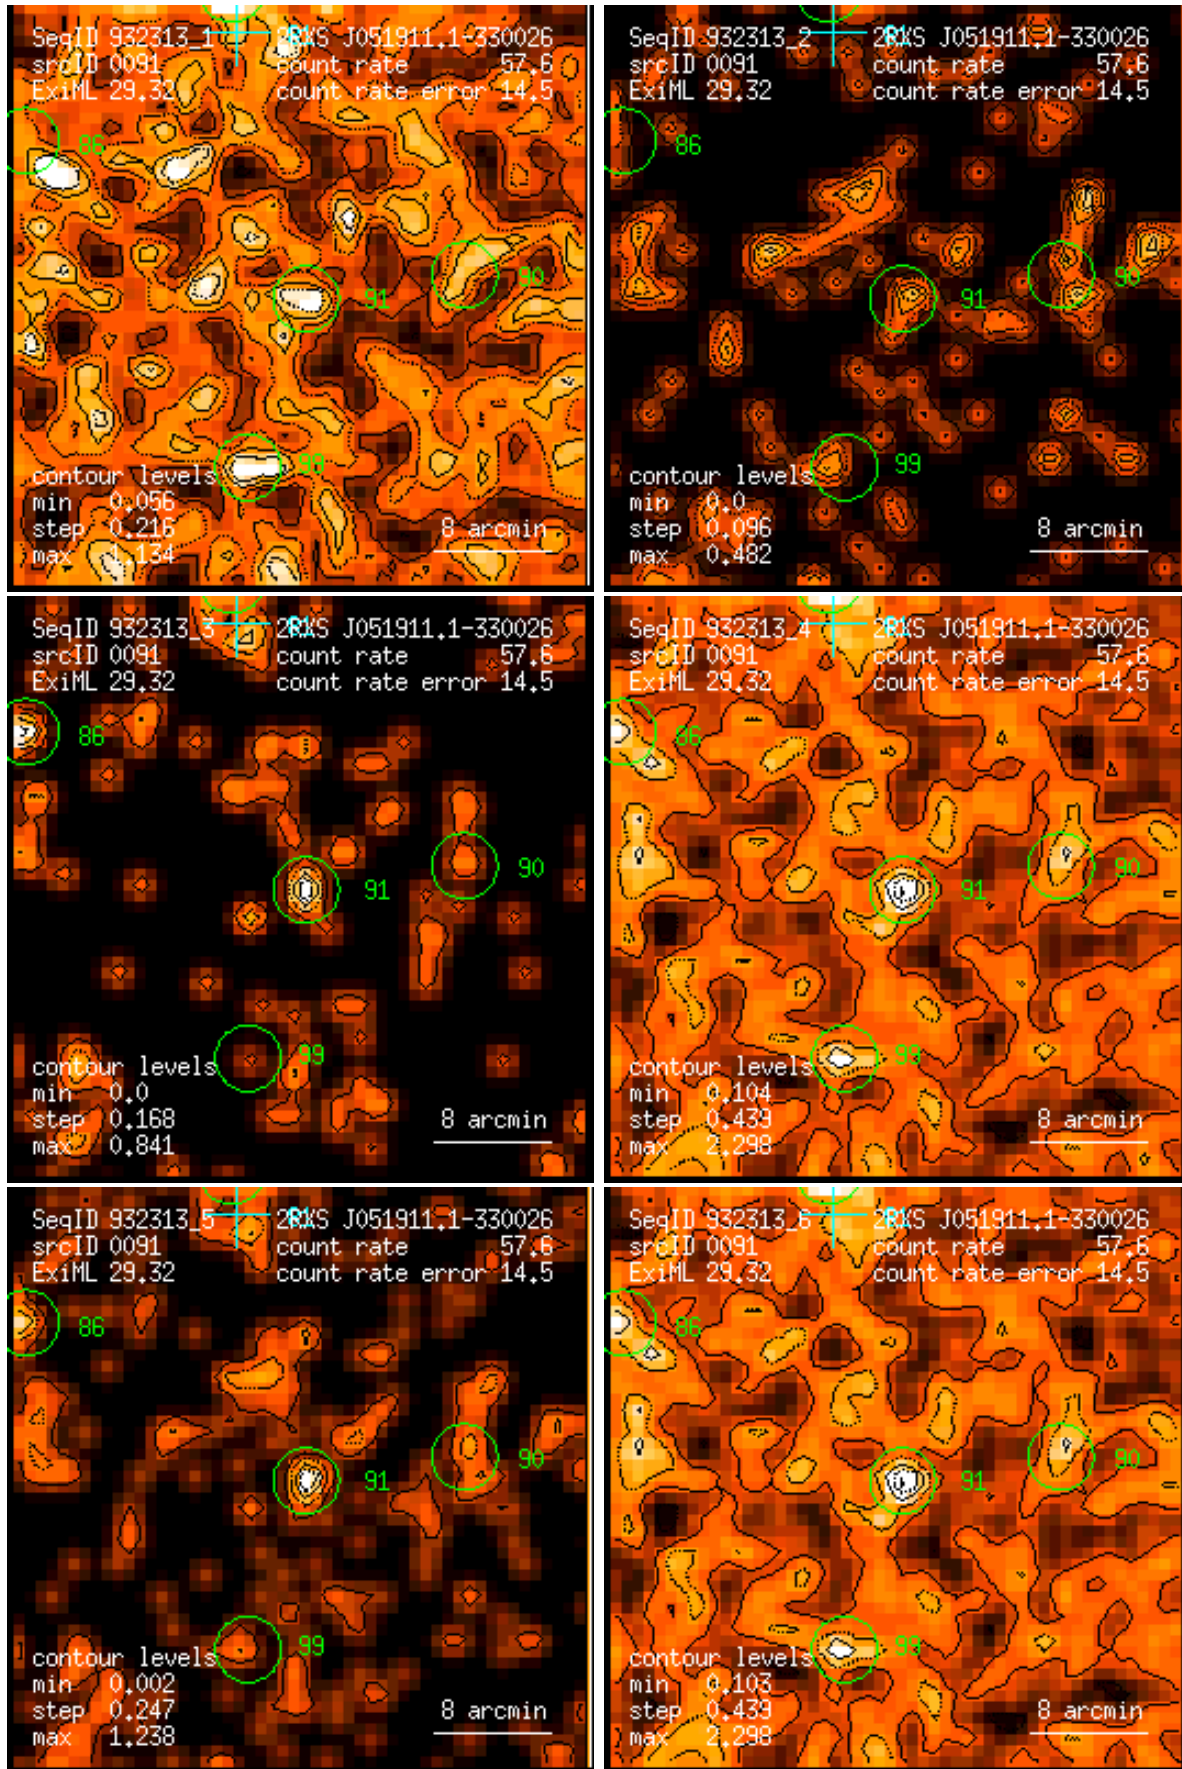 SeqID 932313_1 2RXS J051911.1-330026
srcID 0091 count rate 57.6
ExiML 29.32 count rate error 14.5
86
90
91
99
contour levels
min 0.056
step 0.216 8 arcmin
max 1.134
SeqID 932313_2 2RXS J051911.1-330026
srcID 0091 count rate 57.6
ExiML 29.32 count rate error 14.5
86
90
91
99
contour levels
min 0.0
step 0.096 8 arcmin
max 0.482
SeqID 932313_3 2RXS J051911.1-330026
srcID 0091 count rate 57.6
ExiML 29.32 count rate error 14.5
86
90
91
99
contour levels
min 0.0
step 0.168 8 arcmin
max 0.841
SeqID 932313_4 2RXS J051911.1-330026
srcID 0091 count rate 57.6
ExiML 29.32 count rate error 14.5
86
90
91
99
contour levels
min 0.104
step 0.439 8 arcmin
max 2.298
SeqID 932313_5 2RXS J051911.1-330026
srcID 0091 count rate 57.6
ExiML 29.32 count rate error 14.5
86
90
91
99
contour levels
min 0.002
step 0.247 8 arcmin
max 1.238
SeqID 932313_6 2RXS J051911.1-330026
srcID 0091 count rate 57.6
ExiML 29.32 count rate error 14.5
86
90
91
99
contour levels
min 0.103
step 0.439 8 arcmin
max 2.298